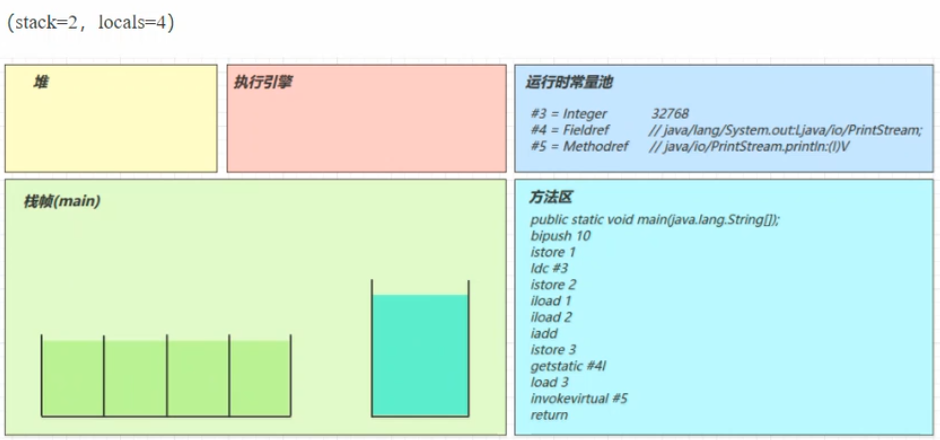 (stack=2, locals=4)
堆
执行引擎
运行时常量池
#3 = Integer 32768
#4 = Fieldref // java/lang/System.out:Ljava/io/PrintStream;
#5 = Methodref // java/io/PrintStream.println:(I)V
栈帧(main)
方法区
public static void main(java.lang.String[]);
bipush 10
istore 1
ldc #3
istore 2
iload 1
iload 2
iadd
istore 3
getstatic #4I
load 3
invokevirtual #5
return